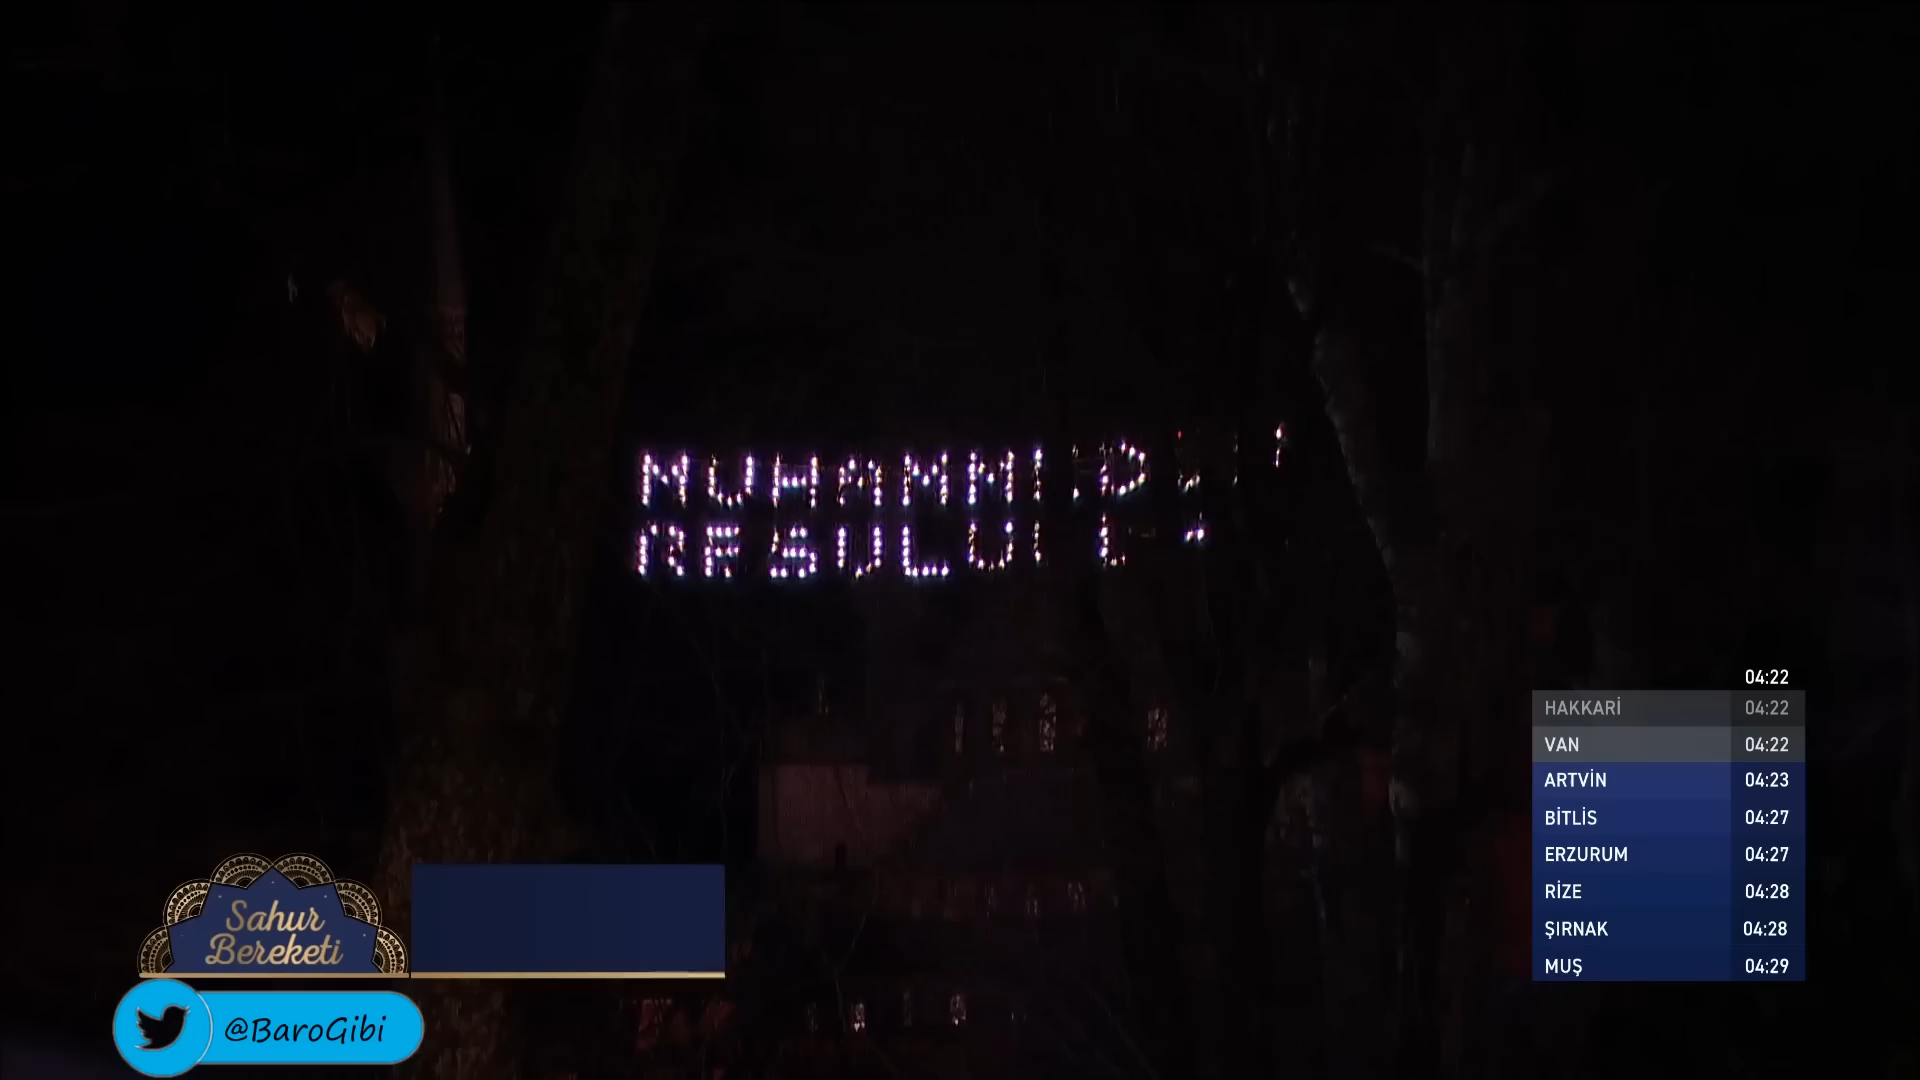 04:22
HAKKARİ 04:22
VAN 04:22
ARTVİN 04:23
BİTLİS 04:27
ERZURUM 04:27
RİZE 04:28
ŞIRNAK 04:28
MUŞ 04:29
Sahur
Bereketi
@BaroGibi